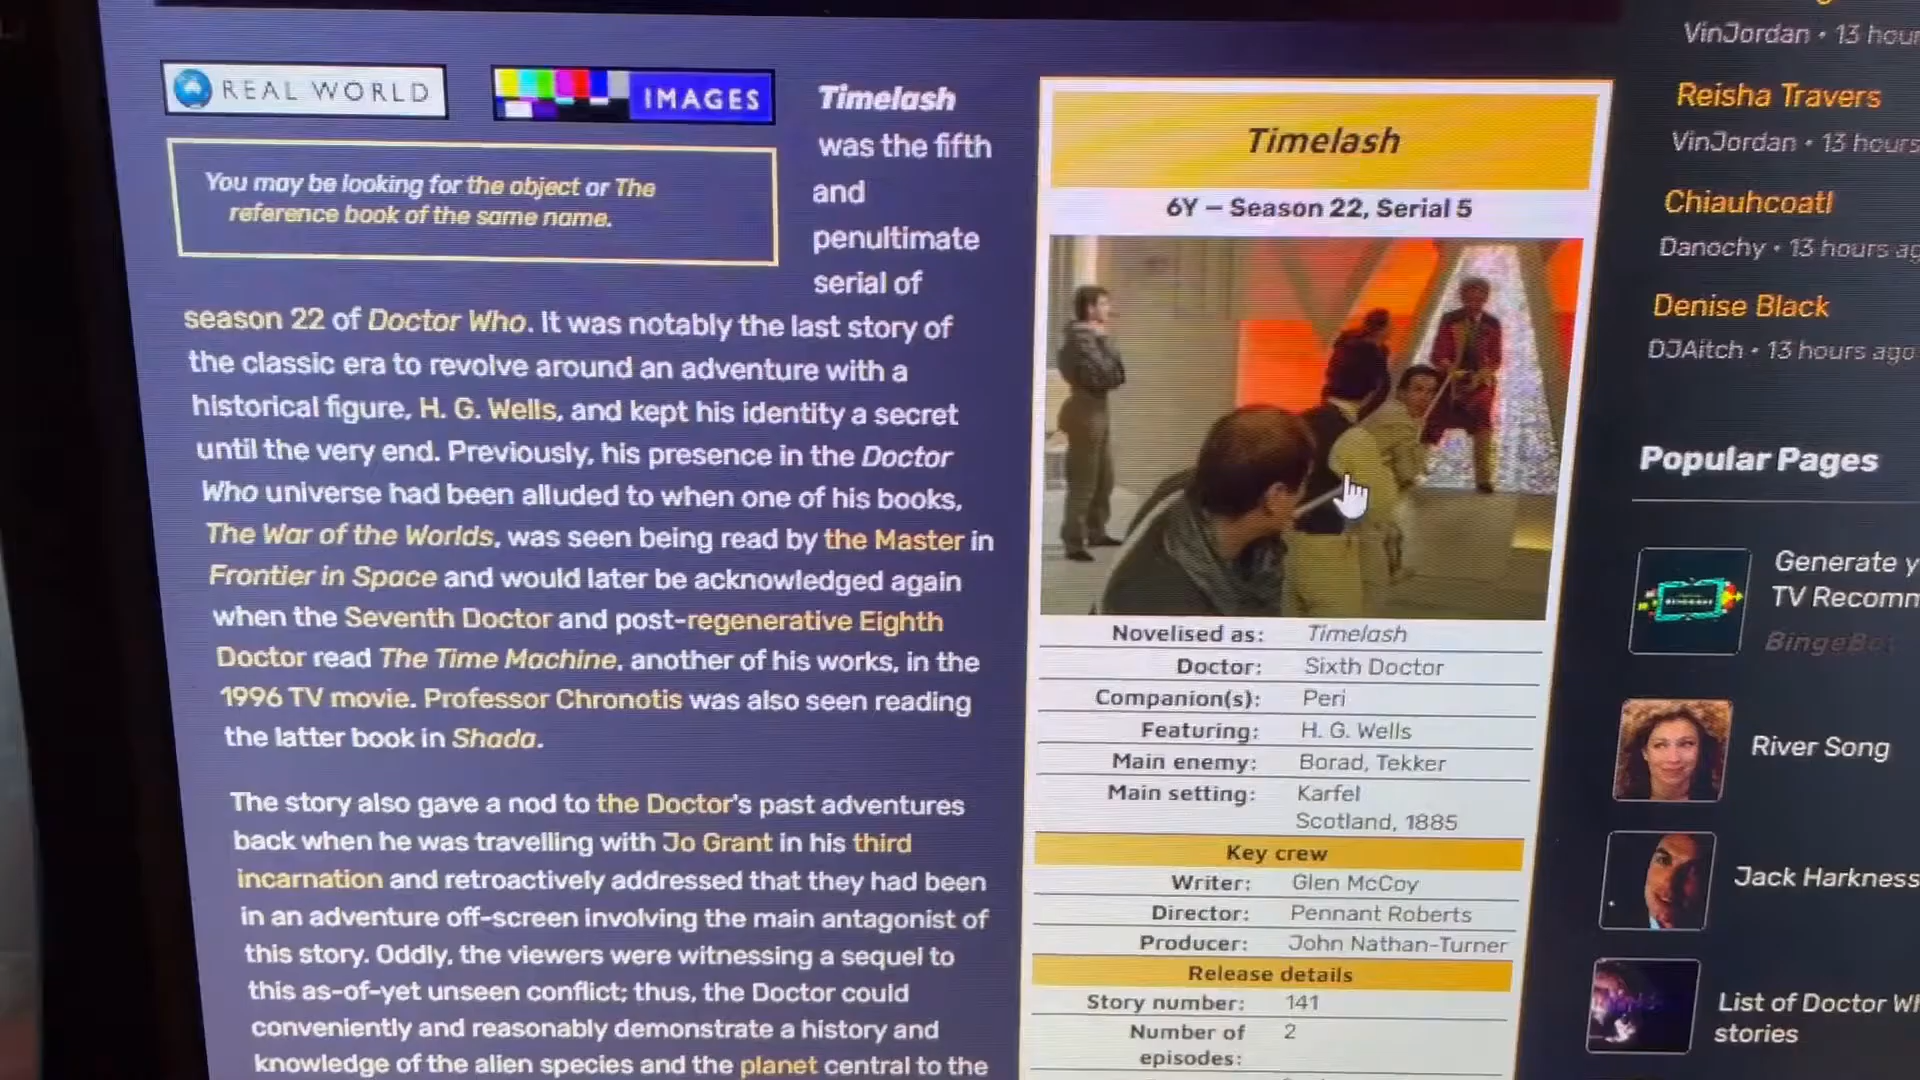 REAL WORLD
IMAGES
You may be looking for the object or The
reference book of the same name.
Timelash
was the fifth
and
penultimate
serial of
season 22 of Doctor Who. It was notably the last story of
the classic era to revolve around an adventure with a
historical figure, H. G. Wells, and kept his identity a secret
until the very end. Previously, his presence in the Doctor
Who universe had been alluded to when one of his books,
The War of the Worlds, was seen being read by the Master in
Frontier in Space and would later be acknowledged again
when the Seventh Doctor and post-regenerative Eighth
Doctor read The Time Machine, another of his works, in the
1996 TV movie. Professor Chronotis was also seen reading
the latter book in Shada.
The story also gave a nod to the Doctor's past adventures
back when he was travelling with Jo Grant in his third
incarnation and retroactively addressed that they had been
in an adventure off-screen involving the main antagonist of
this story. Oddly, the viewers were witnessing a sequel to
this as-of-yet unseen conflict; thus, the Doctor could
conveniently and reasonably demonstrate a history and
knowledge of the alien species and the planet central to the
Timelash
6Y – Season 22, Serial 5
Novelised as: Timelash
Doctor: Sixth Doctor
Companion(s): Peri
Featuring: H. G. Wells
Main enemy: Borad, Tekker
Main setting: Karfel
Scotland, 1885
Key crew
Writer: Glen McCoy
Director: Pennant Roberts
Producer: John Nathan-Turner
Release details
Story number: 141
Number of 2
episodes:
VinJordan • 13 hour
Reisha Travers
VinJordan • 13 hours
Chiauhcoatl
Danochy • 13 hours ag
Denise Black
DJAitch • 13 hours ago
Popular Pages
Generate y
TV Recomm
BingeBot
River Song
Jack Harkness
List of Doctor Wh
stories